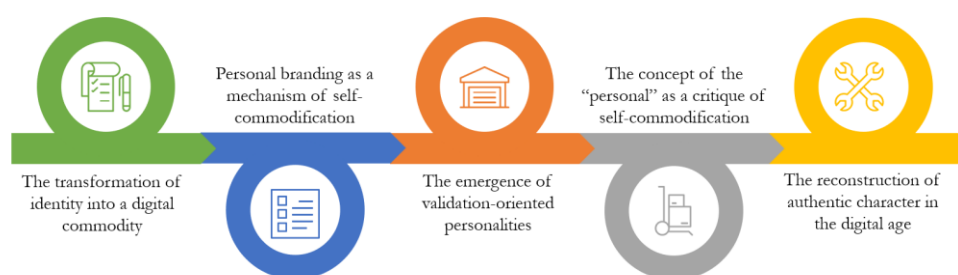 The transformation of
identity into a digital
commodity
Personal branding as a
mechanism of self-
commodification
The emergence of
validation-oriented
personalities
The concept of the
“personal” as a critique of
self-commodification
The reconstruction of
authentic character in
the digital age